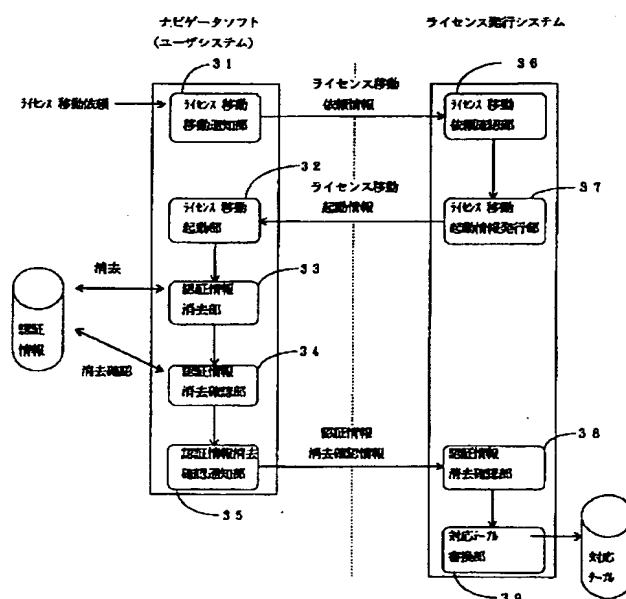 ナビゲータソフト
(ユーザシステム)
ライセンス発行システム
31
ライセンス移動
依頼情報
36
ライセンス 移動依頼
ライセンス 移動
移動通知部
ライセンス 移動
依頼確認部
32
ライセンス移動
起動情報
37
ライセンス 移動
起動部
ライセンス 移動
起動情報発行部
消去
33
認証情報
消去部
認証
情報
消去確認
34
認証情報
消去確認部
認証情報
消去確認情報
38
認証情報消去
確認通知部
認証情報
消去確認部
35
対応テーブル
書換部
対応
テーブル
39